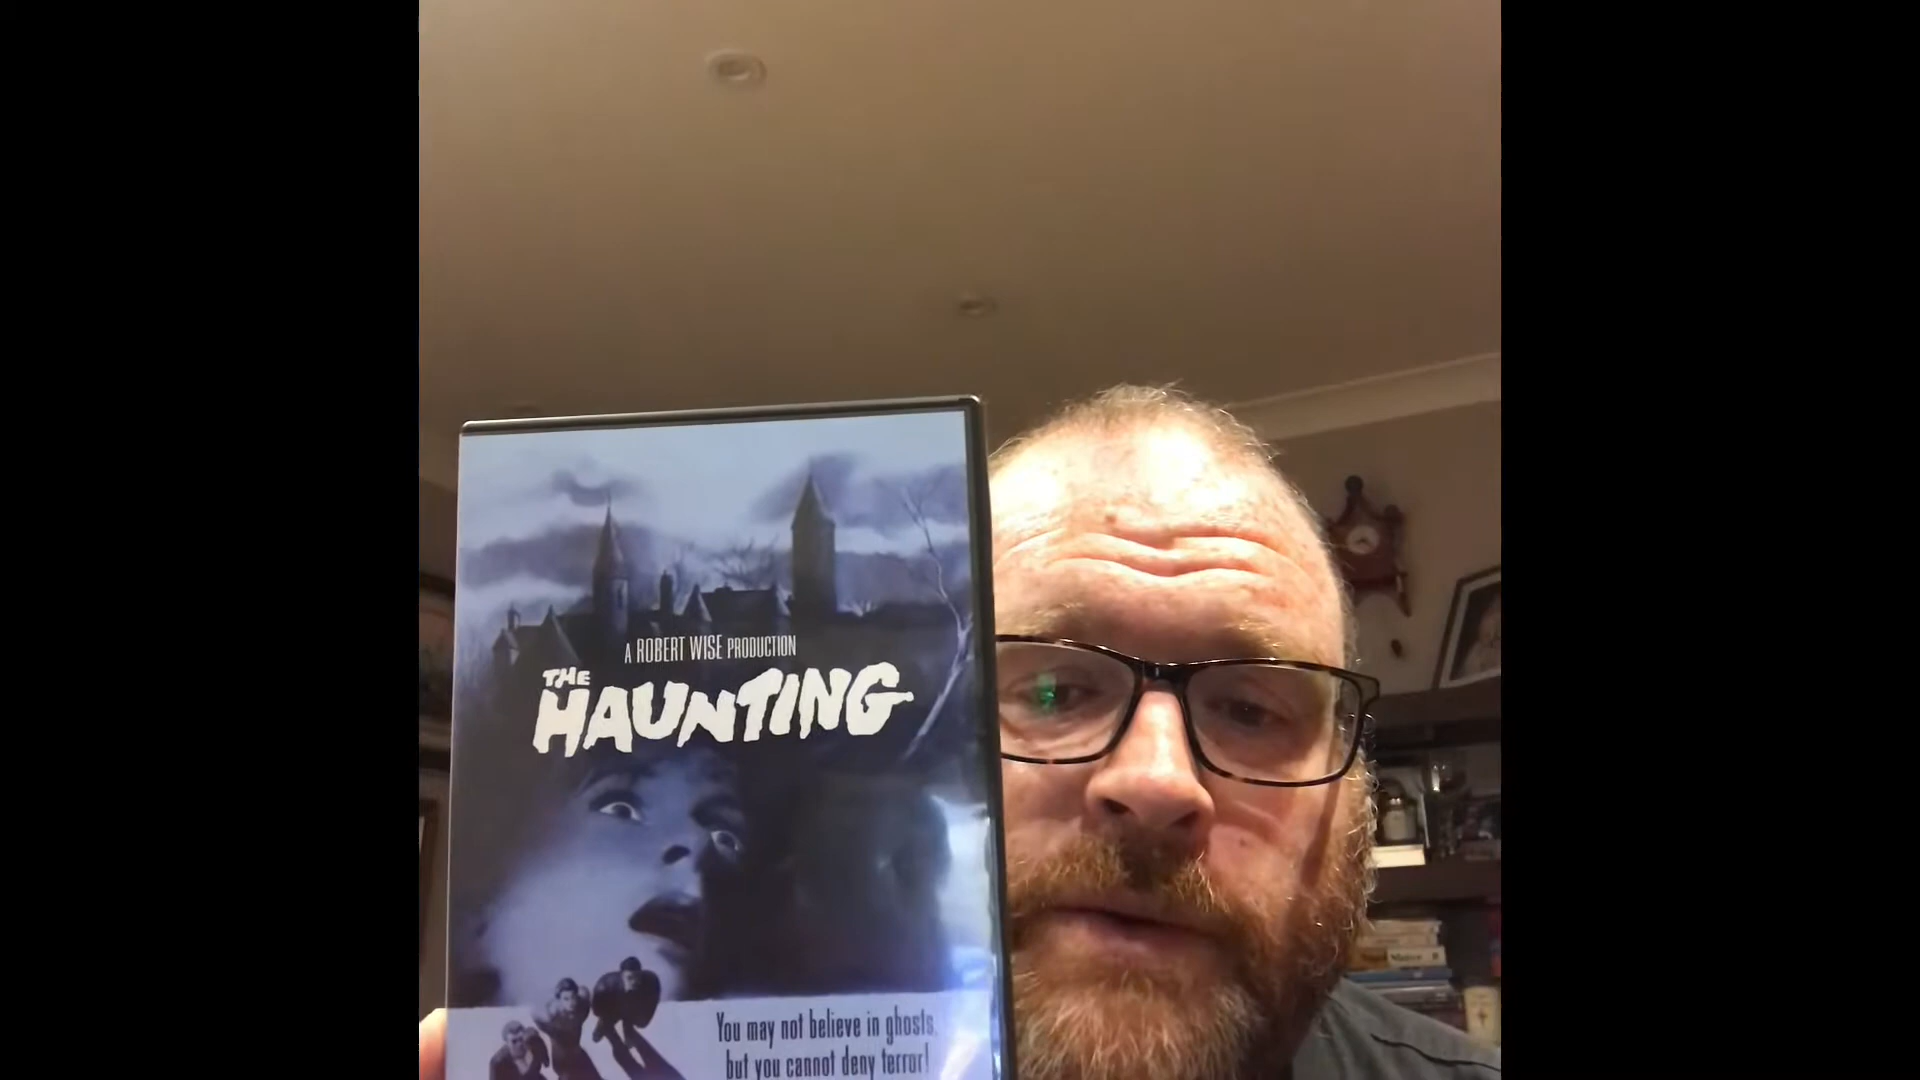 A ROBERT WISE PRODUCTION
THE
HAUNTING
You may not believe in ghosts
but you cannot deny terror!